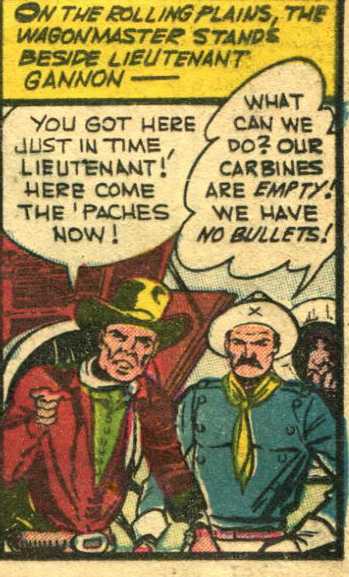 ON THE ROLLING PLAINS, THE
WAGONMASTER STANDS
BESIDE LIEUTENANT
GANNON —
YOU GOT HERE
JUST IN TIME,
LIEUTENANT!
HERE COME
THE 'PACHES
NOW!
WHAT
CAN WE
DO? OUR
CARBINES
ARE EMPTY!
WE HAVE
NO BULLETS!